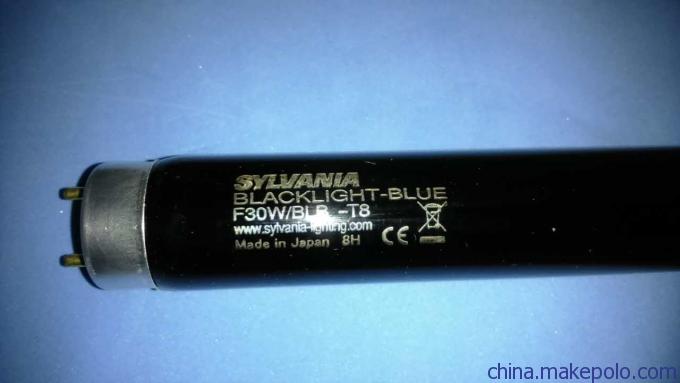 SYLVANIA
BLACKLIGHT-BLUE
F30W/BLB -T8
www.sylvania-lighting.com
Made in Japan 8H CE
china.makepolo.com